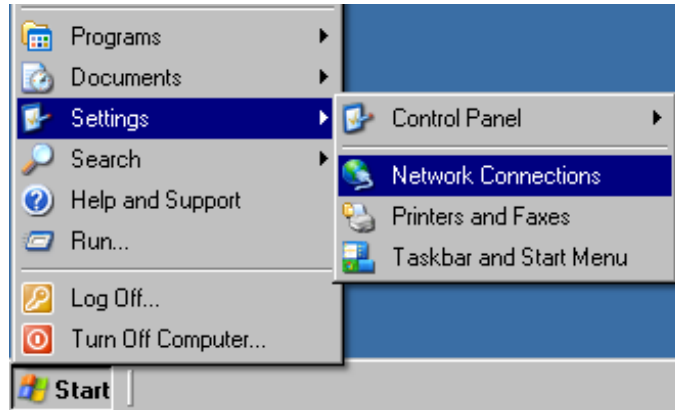 Programs
Documents
Settings
Search
Help and Support
Run...
Log Off...
Turn Off Computer...
Control Panel
Network Connections
Printers and Faxes
Taskbar and Start Menu
Start